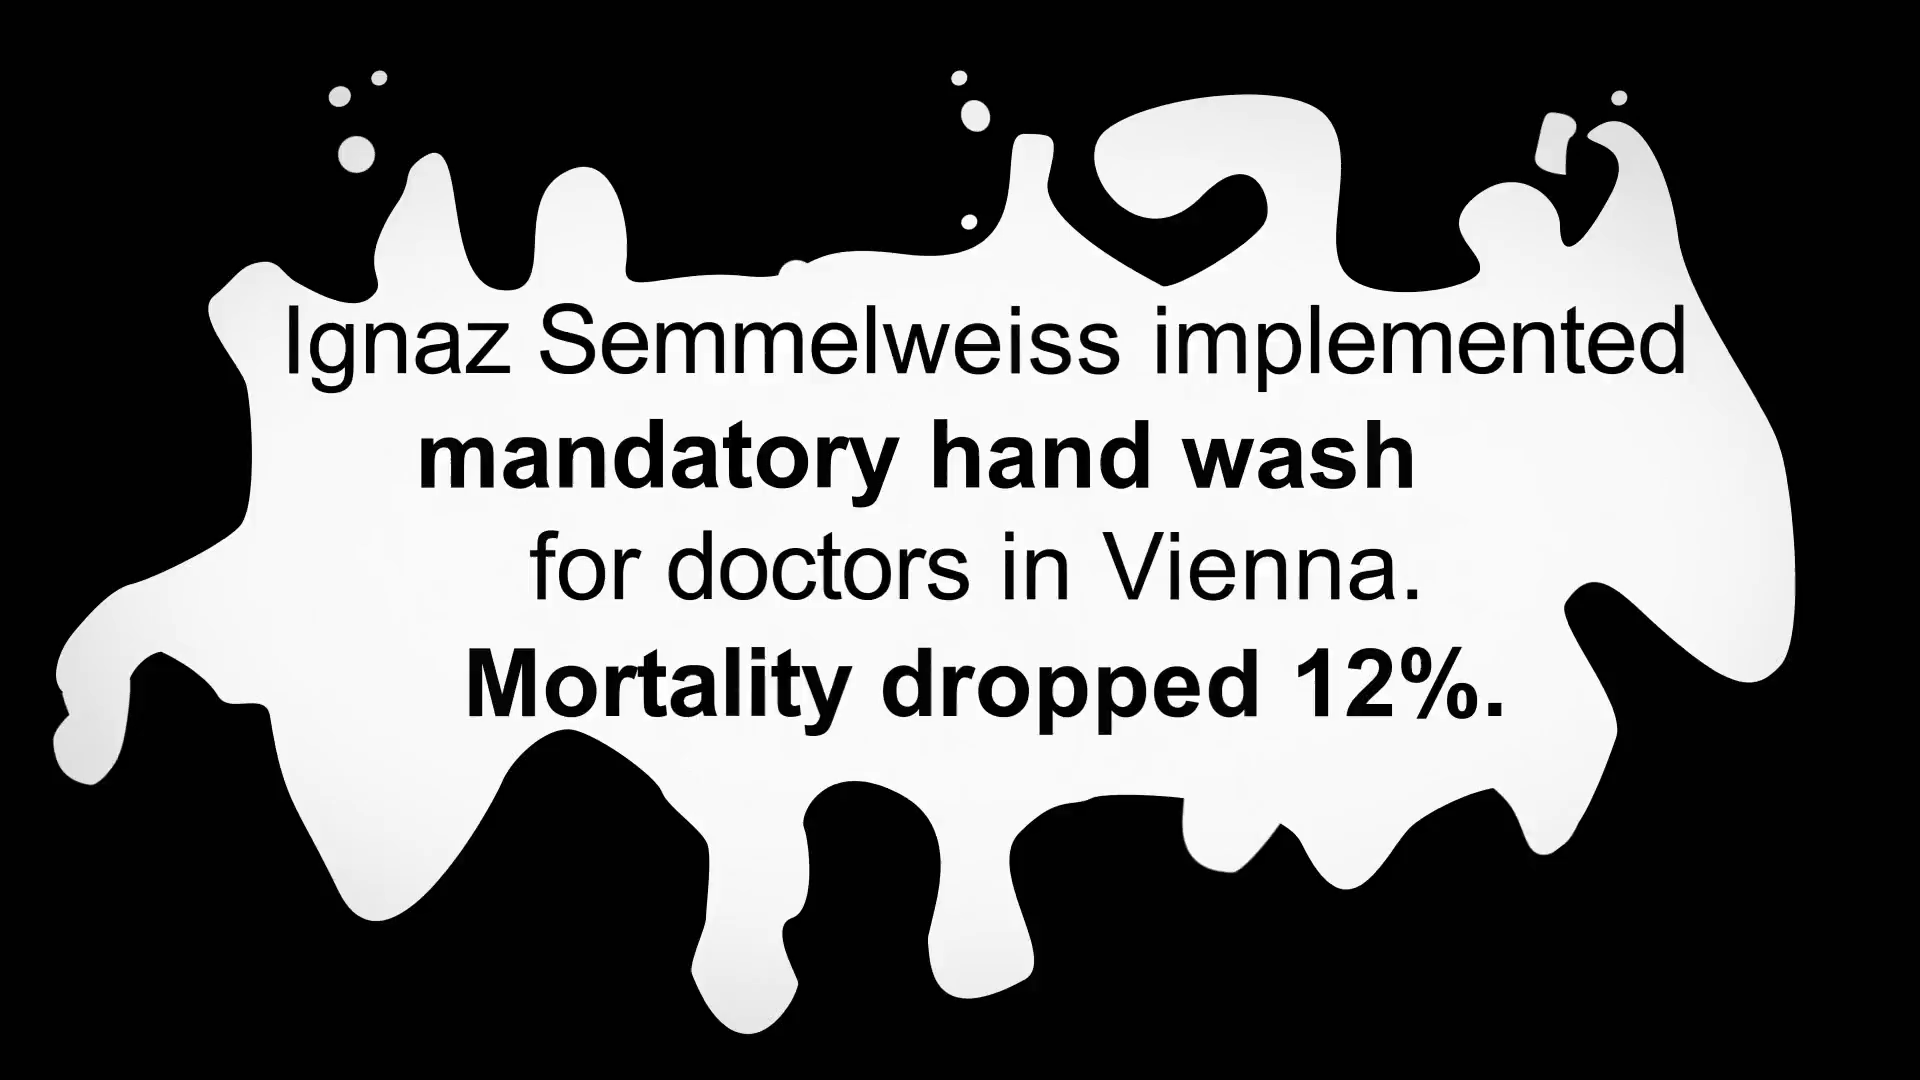 Ignaz Semmelweiss implemented
mandatory hand wash
for doctors in Vienna.
Mortality dropped 12%.